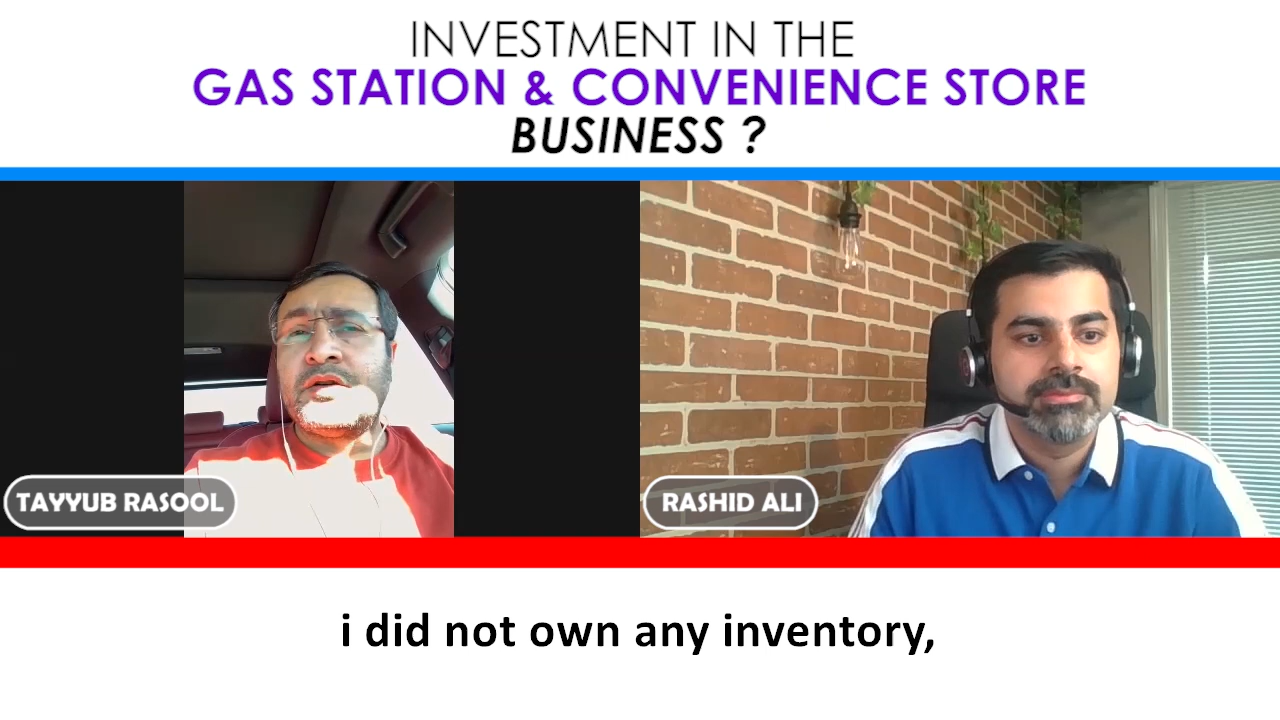 INVESTMENT IN THE
GAS STATION & CONVENIENCE STORE
BUSINESS ?
TAYYUB RASOOL
RASHID ALI
i did not own any inventory,